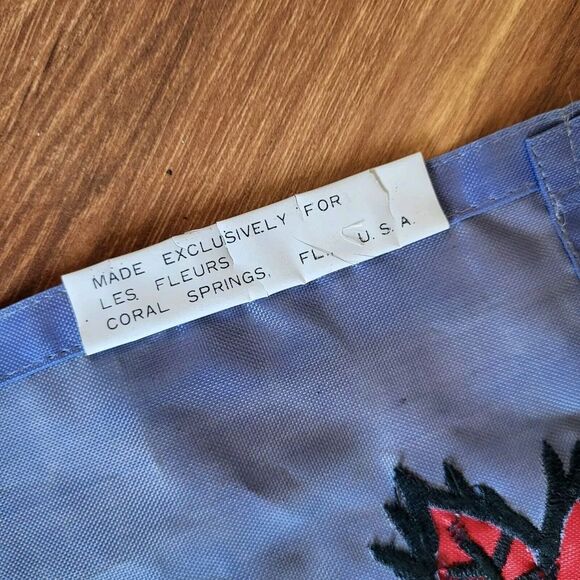 MADE EXCLUSIVELY FOR
LES FLEURS
CORAL SPRINGS, FL., U.S.A.